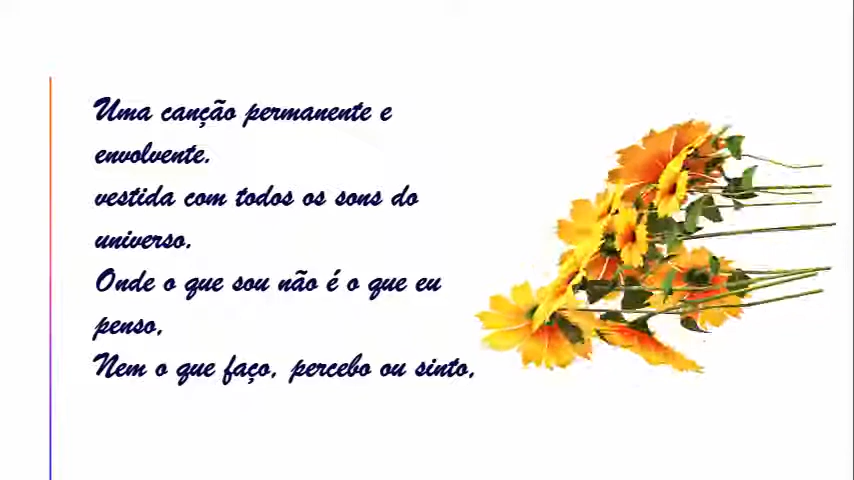 Uma canção permanente e
envolvente.
vestida com todos os sons do
universo.
Onde o que sou não é o que eu
penso,
Nem o que faço, percebo ou sinto,